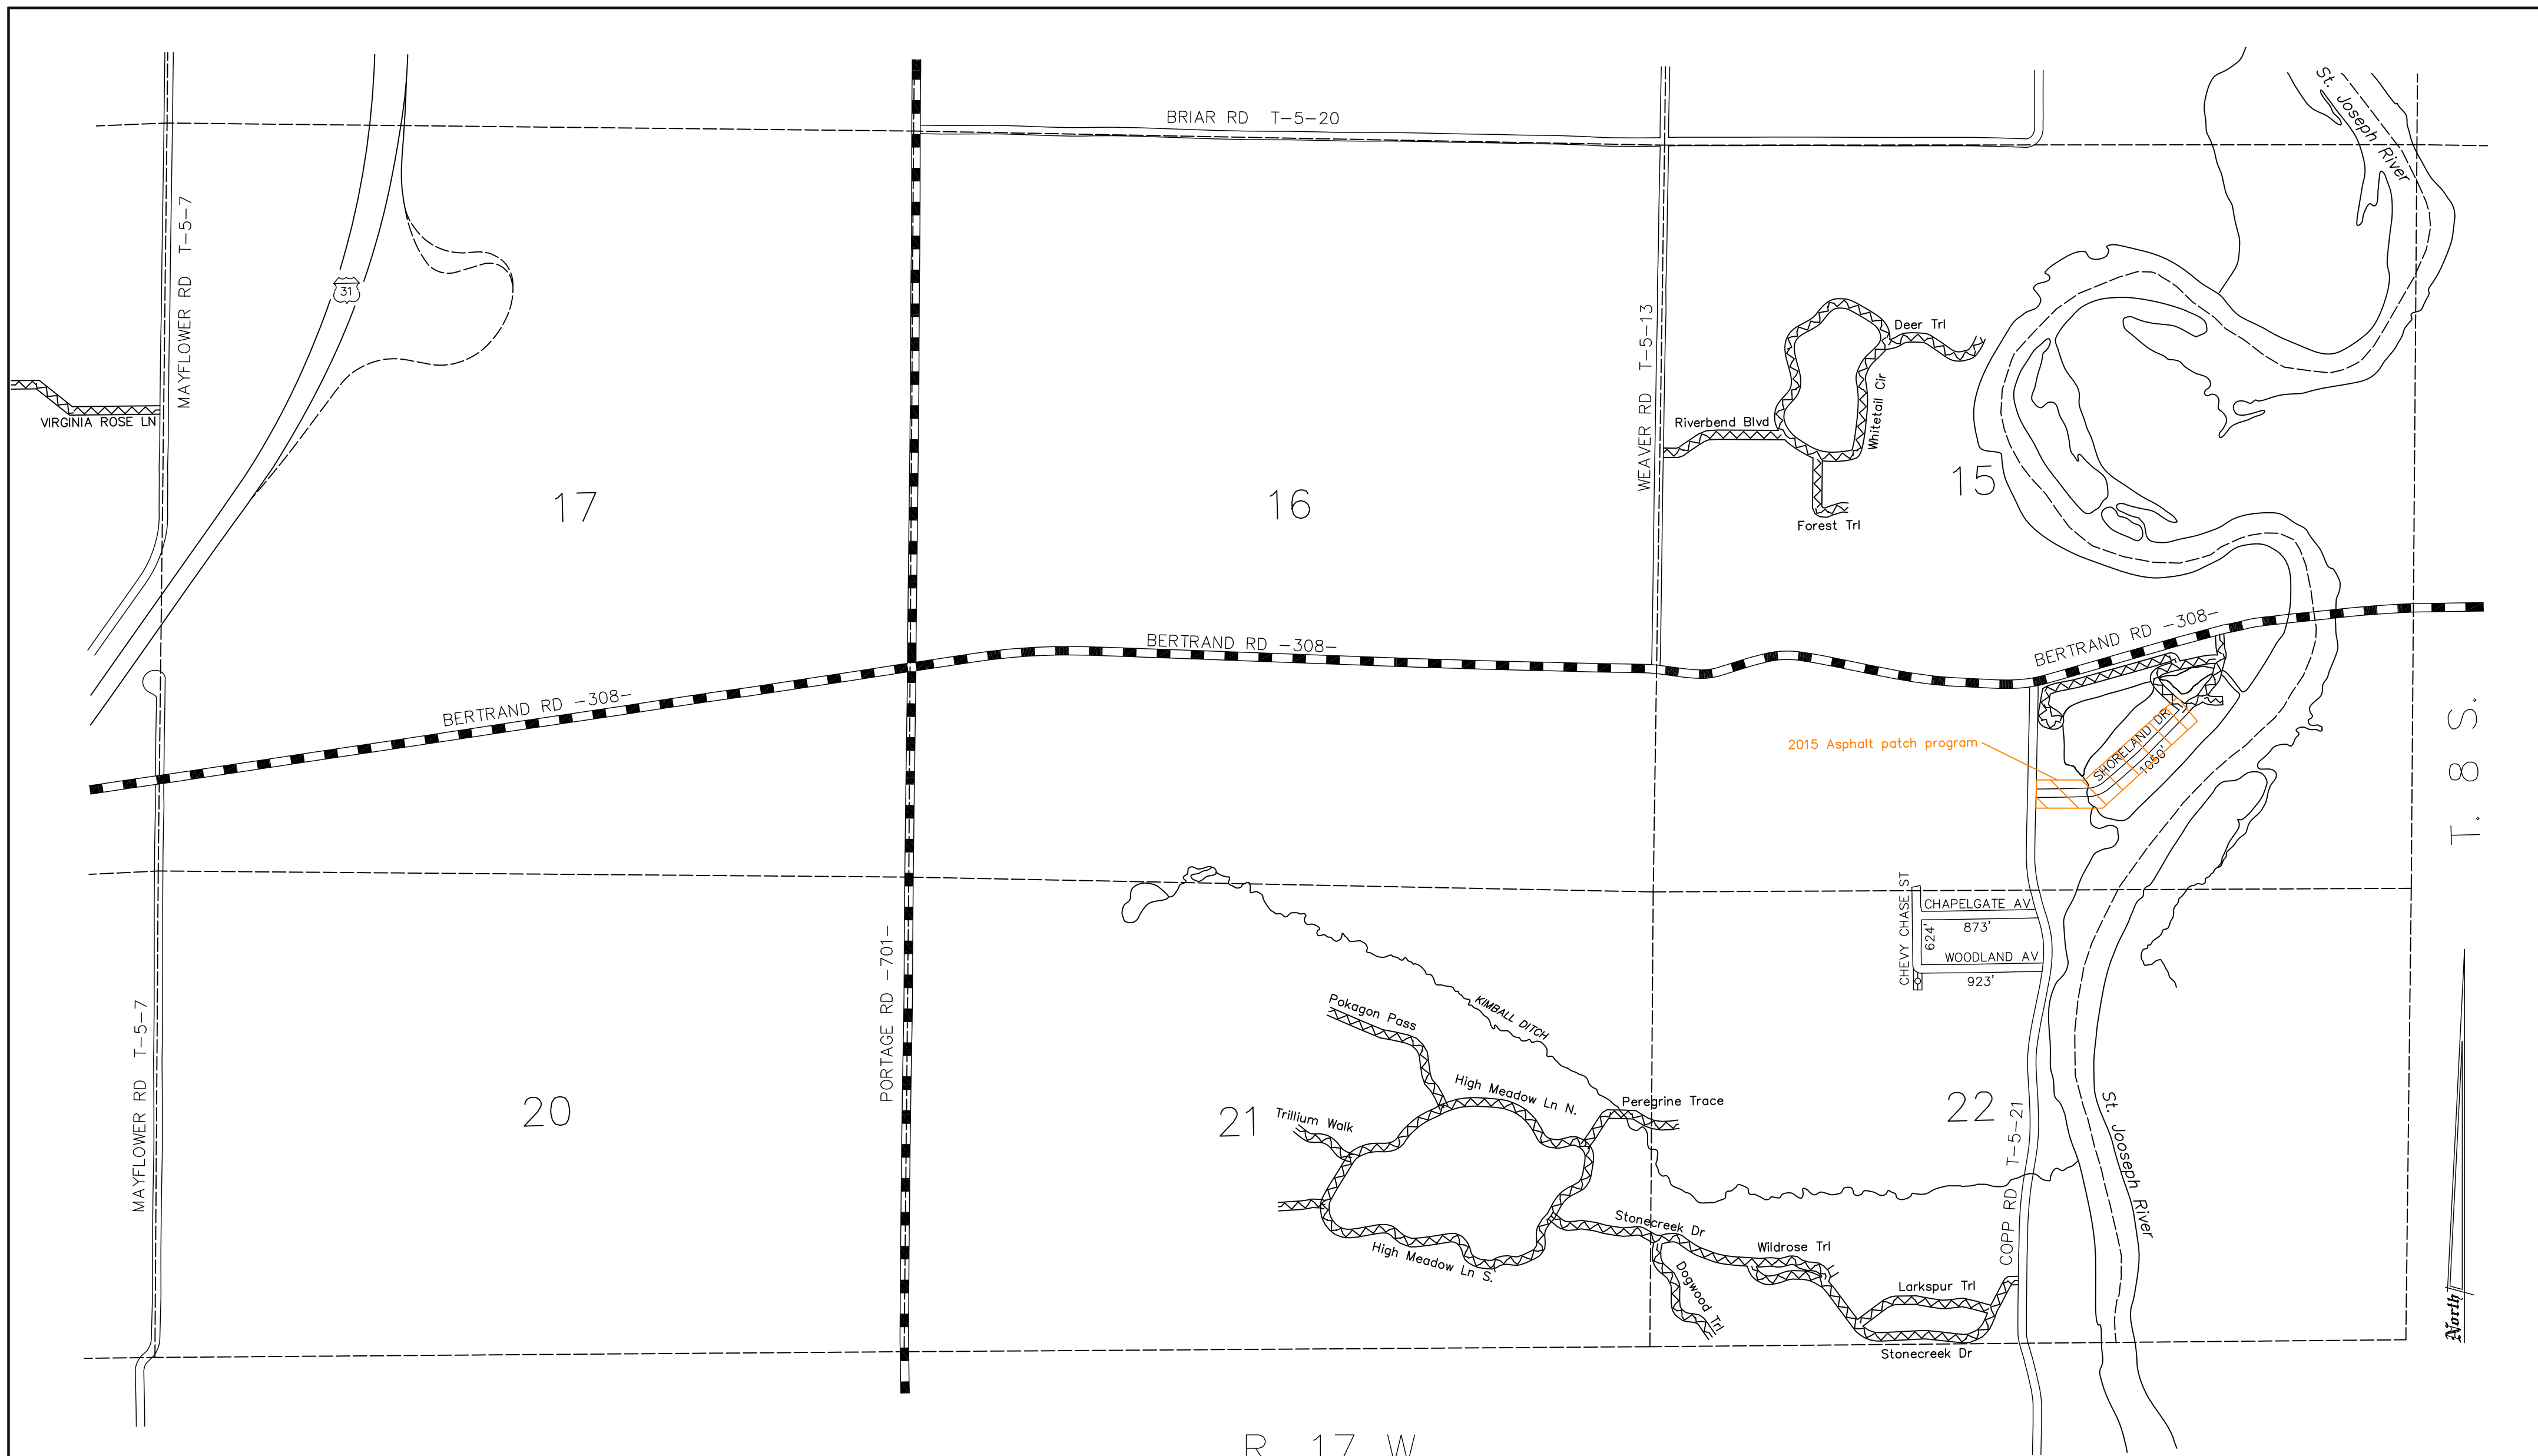 BRIAR RD T-5-20
St. Joseph River
MAYFLOWER RD T-5-7
31
VIRGINIA ROSE LN
WEAVER RD T-5-13
Deer Trl
Whitetail Cir
Riverbend Blvd
Forest Trl
17
16
15
BERTRAND RD -308-
BERTRAND RD -308-
BERTRAND RD -308-
SHORELAND DR
1050'
2015 Asphalt patch program
T. 8 S.
CHEVY CHASE ST
CHAPELGATE AV
873'
624'
WOODLAND AV
923'
PORTAGE RD -701-
MAYFLOWER RD T-5-7
KIMBALL DITCH
Pokagon Pass
High Meadow Ln N.
Peregrine Trace
Trillium Walk
20
21
22
COPP RD T-5-21
St. Jooseph River
Stonecreek Dr
High Meadow Ln S.
Wildrose Trl
Dogwood Trl
Larkspur Trl
Stonecreek Dr
North
R. 17 W